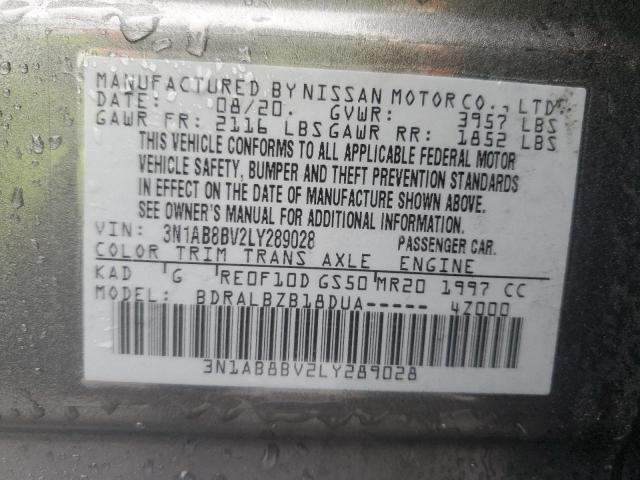 MANUFACTURED BY NISSAN MOTOR CO., LTD.
DATE: 08/20. GVWR: 3957 LBS
GAWR FR: 2116 LBS GAWR RR: 1852 LBS
THIS VEHICLE CONFORMS TO ALL APPLICABLE FEDERAL MOTOR
VEHICLE SAFETY, BUMPER AND THEFT PREVENTION STANDARDS
IN EFFECT ON THE DATE OF MANUFACTURE SHOWN ABOVE.
SEE OWNER'S MANUAL FOR ADDITIONAL INFORMATION.
VIN: 3N1AB8BV2LY289028 PASSENGER CAR.
COLOR TRIM TRANS AXLE ENGINE
KAD G RE0F10D GS50 MR20 1997 CC
BDRALBZB18DUA----- 4Z000
3N1AB8BV2LY289028